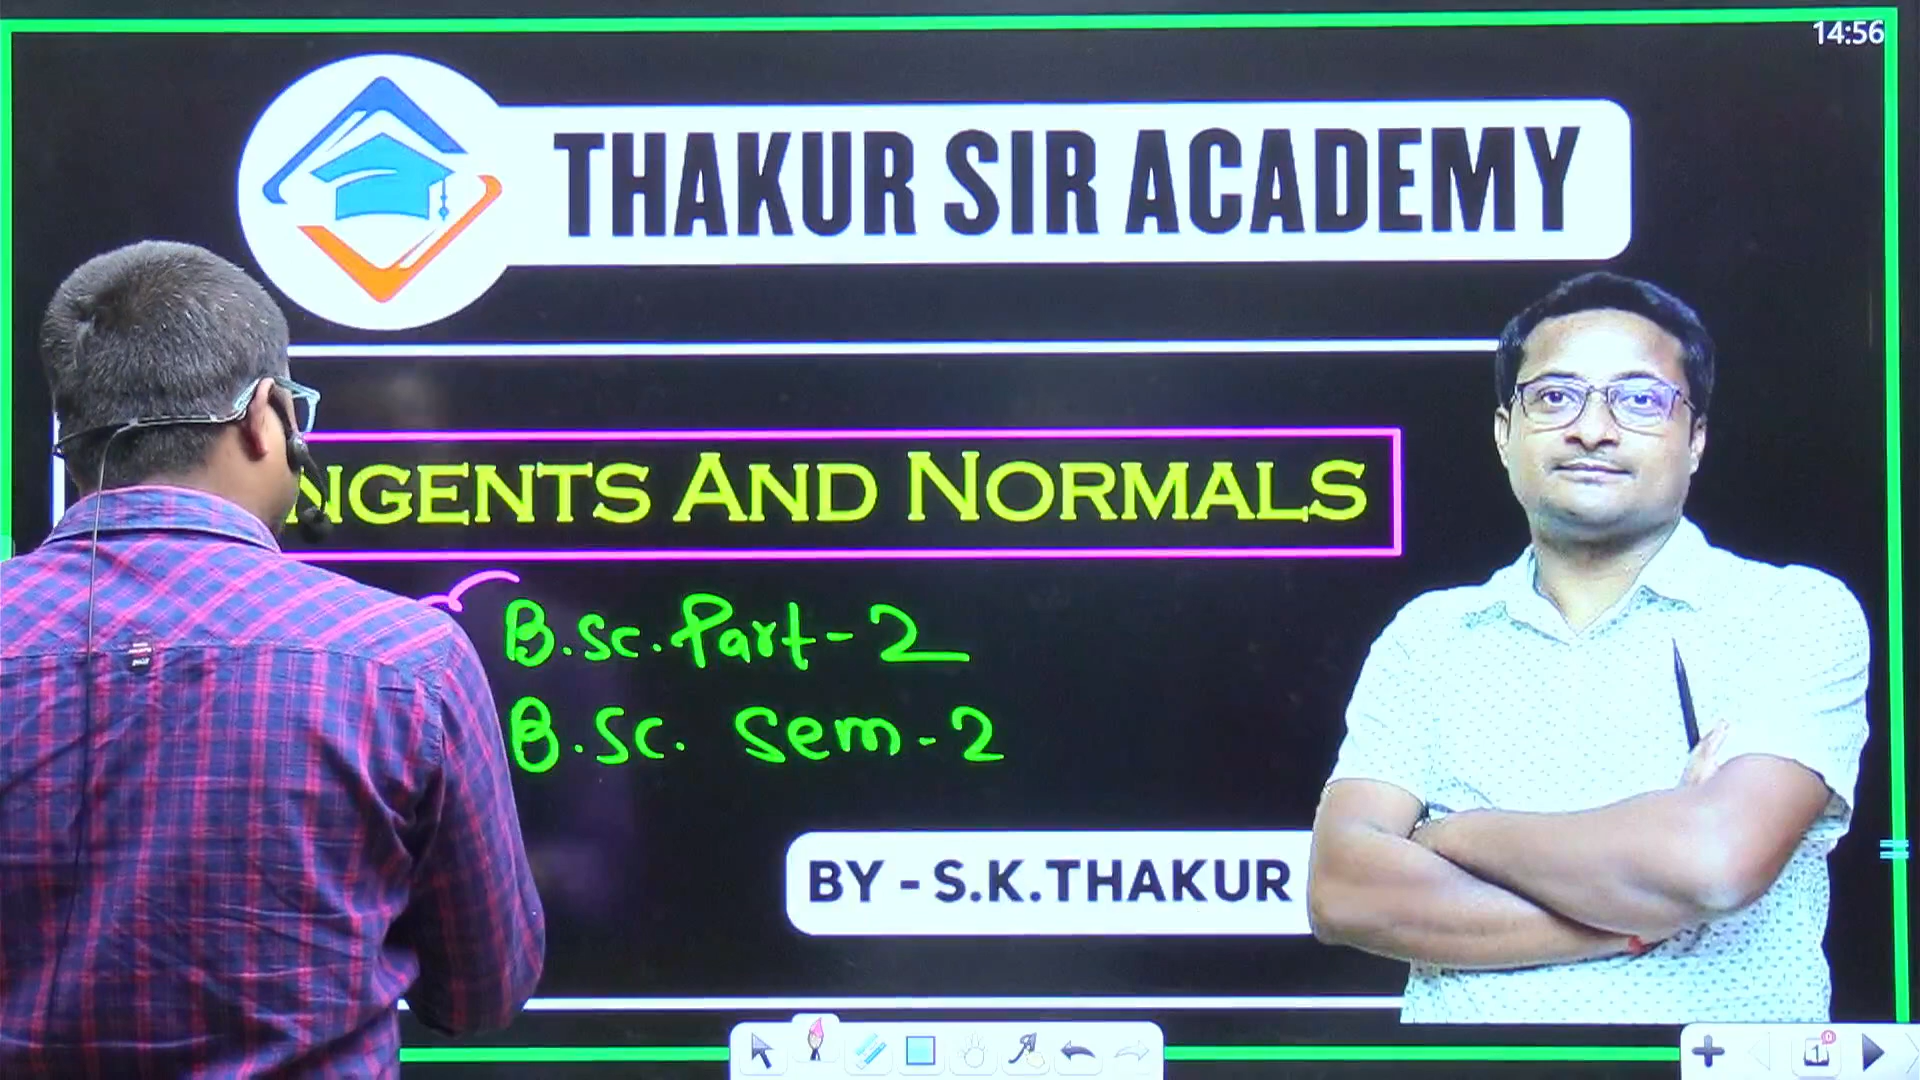 14:56
THAKUR SIR ACADEMY
NGENTS AND NORMALS
B.Sc. Part-2
B.Sc. Sem-2
BY - S.K.THAKUR